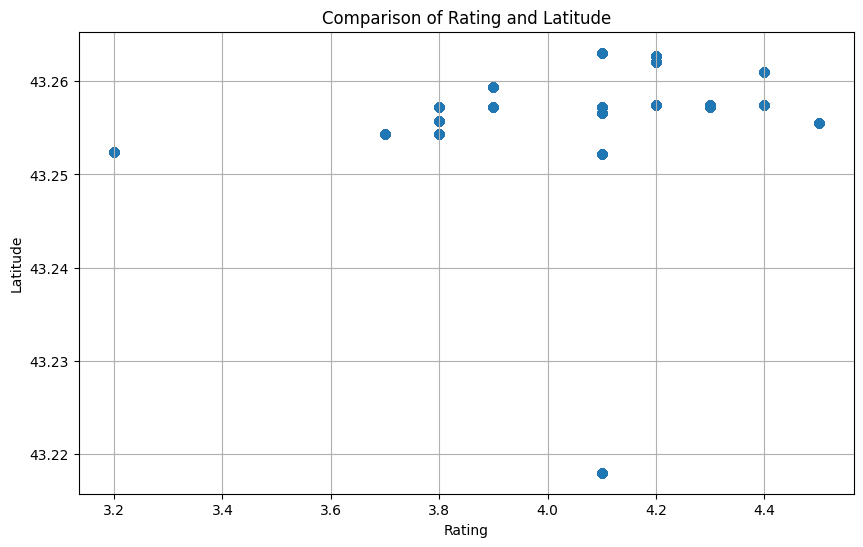 Comparison of Rating and Latitude
43.26
43.25
43.24
43.23
43.22
Latitude
3.2 3.4 3.6 3.8 4.0 4.2 4.4
Rating